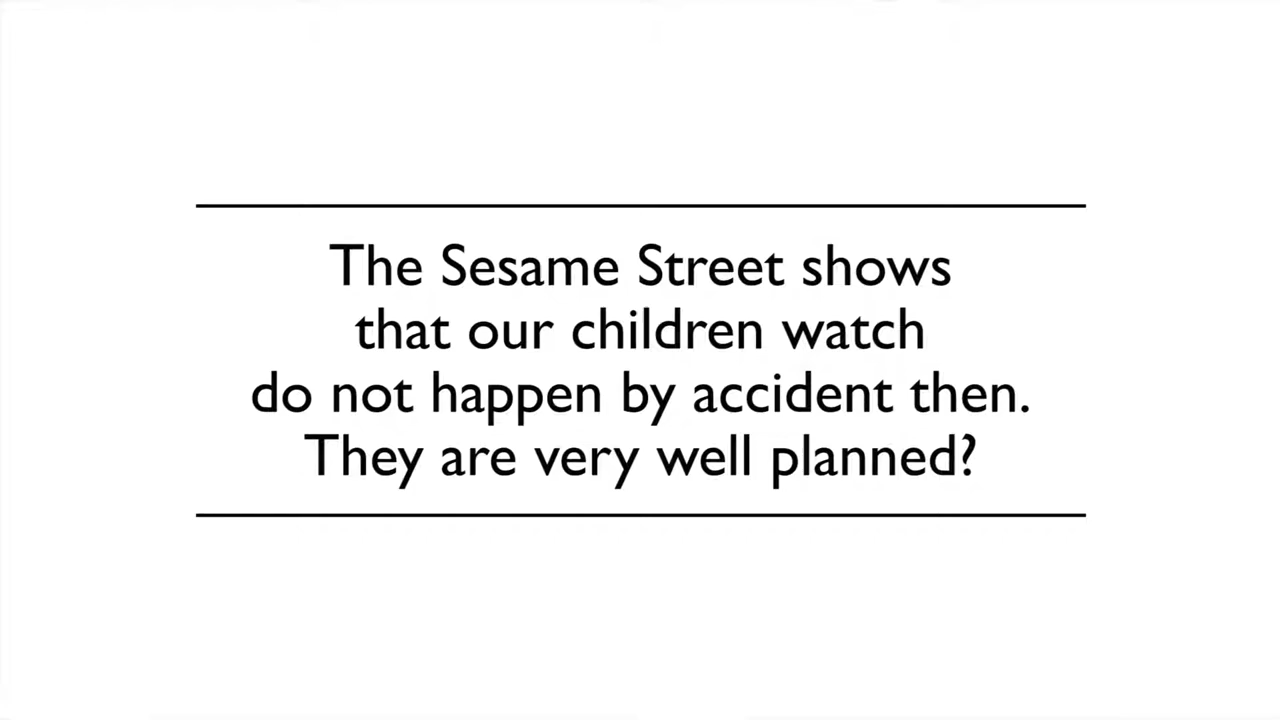 The Sesame Street shows
that our children watch
do not happen by accident then.
They are very well planned?